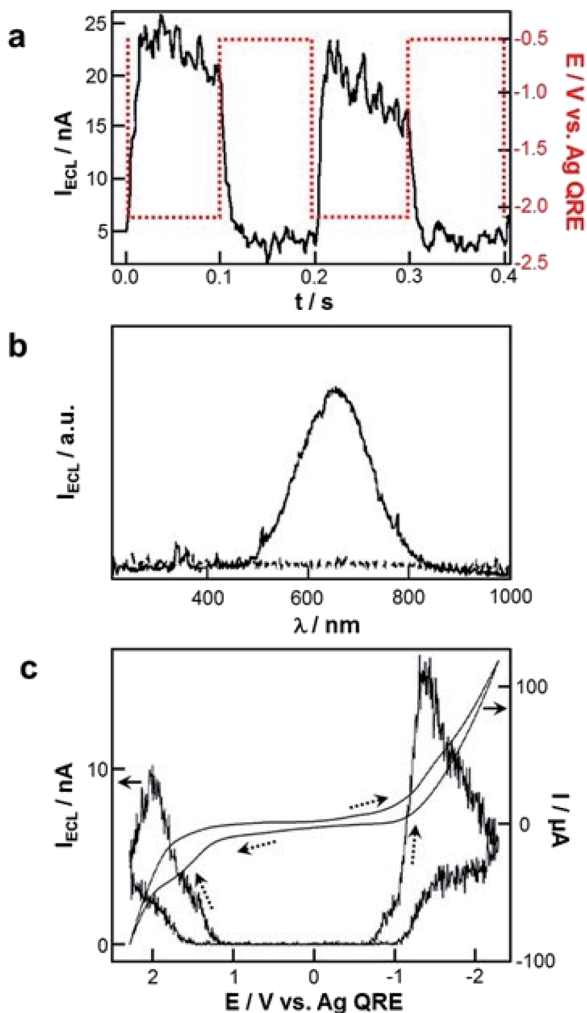 a
I_ECL / nA
25
20
15
10
5
-0.5
-1.0
-1.5
-2.0
-2.5
E / V vs. Ag QRE
0.0 0.1 0.2 0.3 0.4
t / s
b
I_ECL / a.u.
400 600 800 1000
λ / nm
c
I_ECL / nA
10
0
100
0
-100
I / μA
2 1 0 -1 -2
E / V vs. Ag QRE